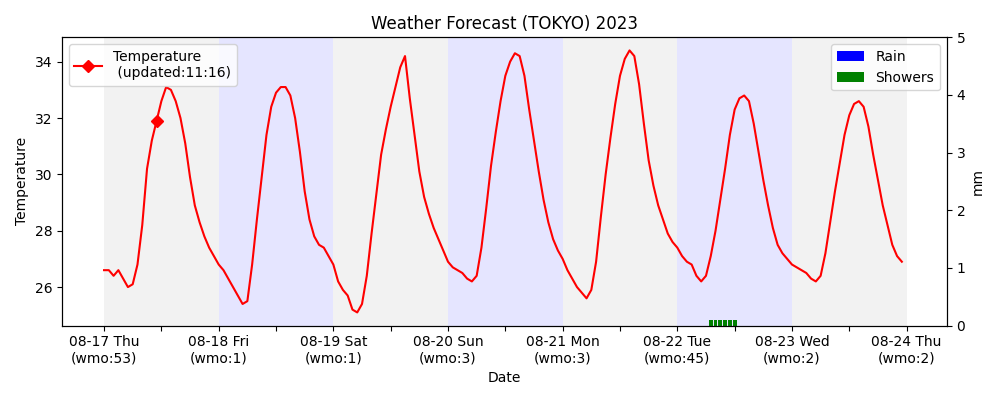 Weather Forecast (TOKYO) 2023
Temperature
(updated:11:16)
Rain
Showers
Temperature
34
32
30
28
26
5
4
3
2
1
0
mm
08-17 Thu
(wmo:53)
08-18 Fri
(wmo:1)
08-19 Sat
(wmo:1)
08-20 Sun
(wmo:3)
08-21 Mon
(wmo:3)
08-22 Tue
(wmo:45)
08-23 Wed
(wmo:2)
08-24 Thu
(wmo:2)
Date